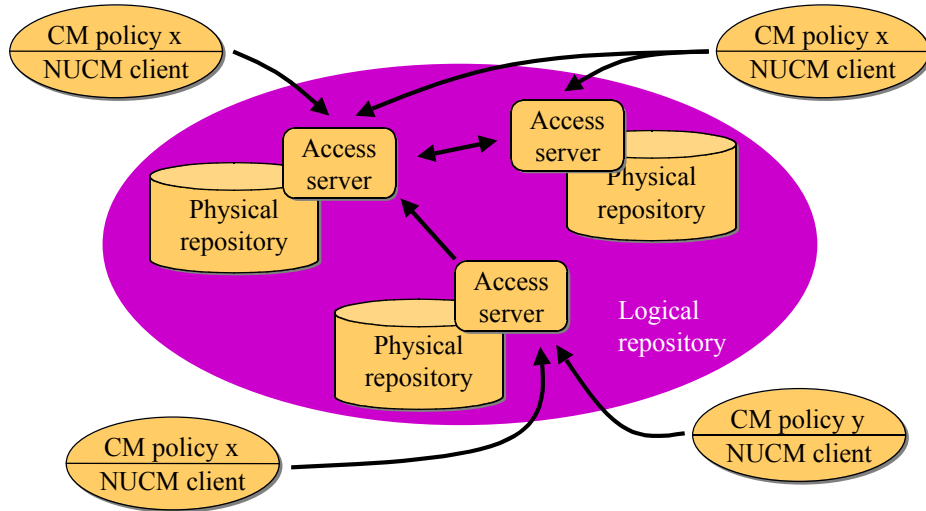 CM policy x
NUCM client
CM policy x
NUCM client
Access
server
Access
server
Physical
repository
Physical
repository
Access
server
Logical
repository
Physical
repository
CM policy x
NUCM client
CM policy y
NUCM client